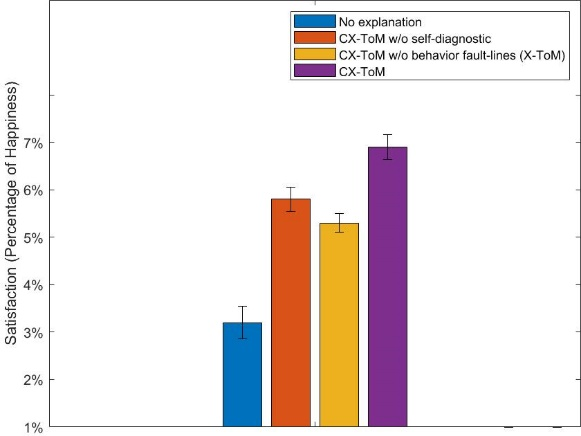 No explanation
CX-ToM w/o self-diagnostic
CX-ToM w/o behavior fault-lines (X-ToM)
CX-ToM
Satisfaction (Percentage of Happiness)
7%
6%
5%
4%
3%
2%
1%